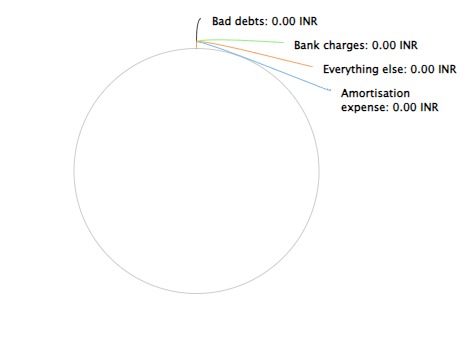 Bad debts: 0.00 INR
Bank charges: 0.00 INR
Everything else: 0.00 INR
Amortisation
expense: 0.00 INR